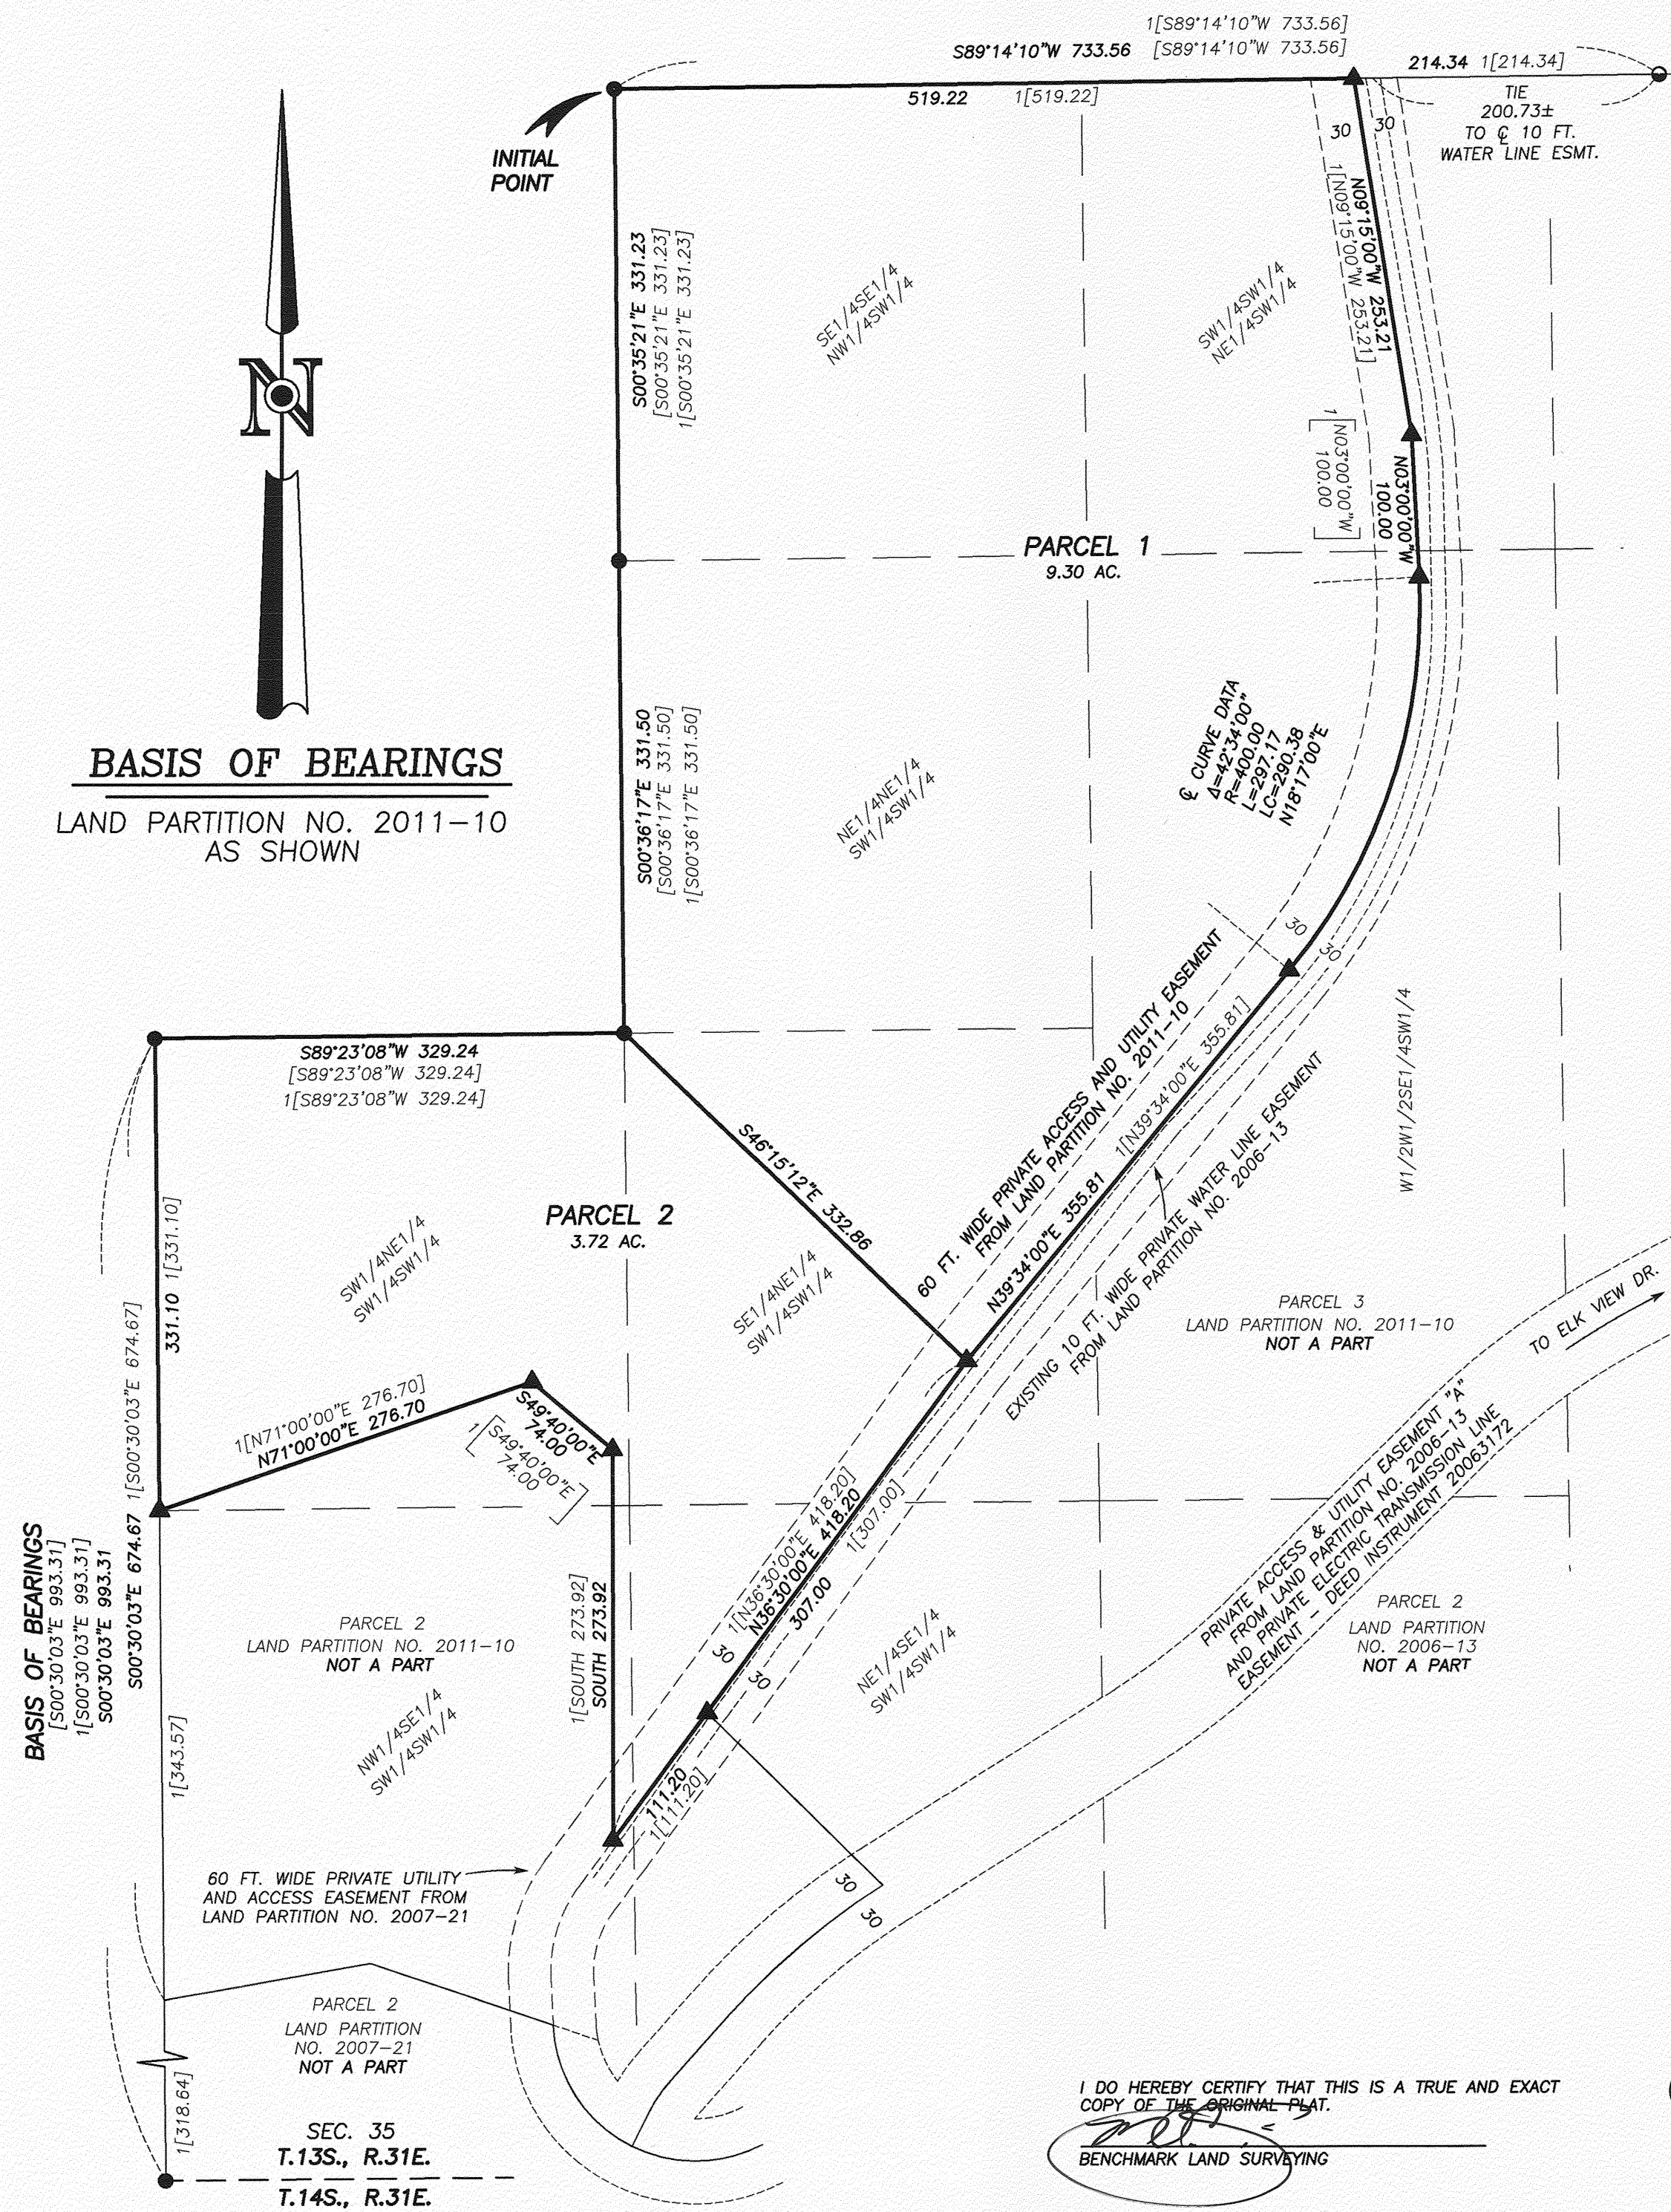 1[S89°14'10"W 733.56]
S89°14'10"W 733.56 [S89°14'10"W 733.56]
214.34 1[214.34]
519.22 1[519.22]
TIE
200.73±
TO ℄ 10 FT.
WATER LINE ESMT.
INITIAL
POINT
30
30
N09°15'00"W 253.21
1[N09°15'00"W 253.21]
S00°35'21"E 331.23
[S00°35'21"E 331.23]
1[S00°35'21"E 331.23]
SE1/4SE1/4
NW1/4SW1/4
SW1/4SW1/4
NE1/4SW1/4
N
1[N03°00'00"W
100.00]
N03°00'00"W
100.00
PARCEL 1
9.30 AC.
℄ CURVE DATA
Δ=42°34'00"
R=400.00
L=297.17
LC=290.38
N18°17'00"E
S00°36'17"E 331.50
[S00°36'17"E 331.50]
1[S00°36'17"E 331.50]
NE1/4NE1/4
SW1/4SW1/4
BASIS OF BEARINGS
LAND PARTITION NO. 2011-10
AS SHOWN
30
30
S89°23'08"W 329.24
[S89°23'08"W 329.24]
1[S89°23'08"W 329.24]
60 FT. WIDE PRIVATE ACCESS AND UTILITY EASEMENT
FROM LAND PARTITION NO. 2011-10
N39°34'00"E 355.81 1[N39°34'00"E 355.81]
EXISTING 10 FT. WIDE PRIVATE WATER LINE EASEMENT
FROM LAND PARTITION NO. 2006-13
W1/2W1/2SE1/4SW1/4
S46°15'12"E 332.86
PARCEL 2
3.72 AC.
331.10 1[331.10]
SW1/4NE1/4
SW1/4SW1/4
SE1/4NE1/4
SW1/4SW1/4
PARCEL 3
LAND PARTITION NO. 2011-10
NOT A PART
TO ELK VIEW DR.
1[N71°00'00"E 276.70]
N71°00'00"E 276.70
S49°40'00"E
74.00
1[S49°40'00"E
74.00]
S00°30'03"E 674.67 1[S00°30'03"E 674.67]
BASIS OF BEARINGS
[S00°30'03"E 993.31]
1[S00°30'03"E 993.31]
S00°30'03"E 993.31
1[N36°30'00"E 418.20]
N36°30'00"E 418.20
307.00
1[307.00]
1[SOUTH 273.92]
SOUTH 273.92
30
30
PRIVATE ACCESS & UTILITY EASEMENT "A"
FROM LAND PARTITION NO. 2006-13
AND PRIVATE ELECTRIC TRANSMISSION LINE
EASEMENT - DEED INSTRUMENT 20063172
PARCEL 2
LAND PARTITION NO. 2011-10
NOT A PART
NE1/4SE1/4
SW1/4SW1/4
PARCEL 2
LAND PARTITION
NO. 2006-13
NOT A PART
NW1/4SE1/4
SW1/4SW1/4
1[343.57]
111.20
1[111.20]
60 FT. WIDE PRIVATE UTILITY
AND ACCESS EASEMENT FROM
LAND PARTITION NO. 2007-21
30
30
PARCEL 2
LAND PARTITION
NO. 2007-21
NOT A PART
1[318.64]
SEC. 35
T.13S., R.31E.
T.14S., R.31E.
I DO HEREBY CERTIFY THAT THIS IS A TRUE AND EXACT
COPY OF THE ORIGINAL PLAT.
BENCHMARK LAND SURVEYING